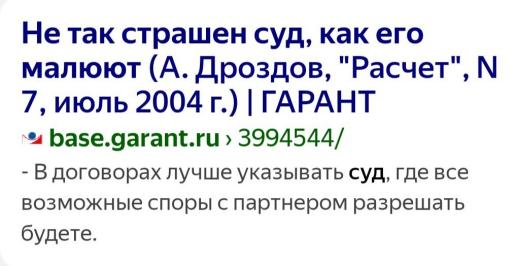 Не так страшен суд, как его
малюют (А. Дроздов, "Расчет", N
7, июль 2004 г.) | ГАРАНТ
base.garant.ru › 3994544/
- В договорах лучше указывать суд, где все
возможные споры с партнером разрешать
будете.